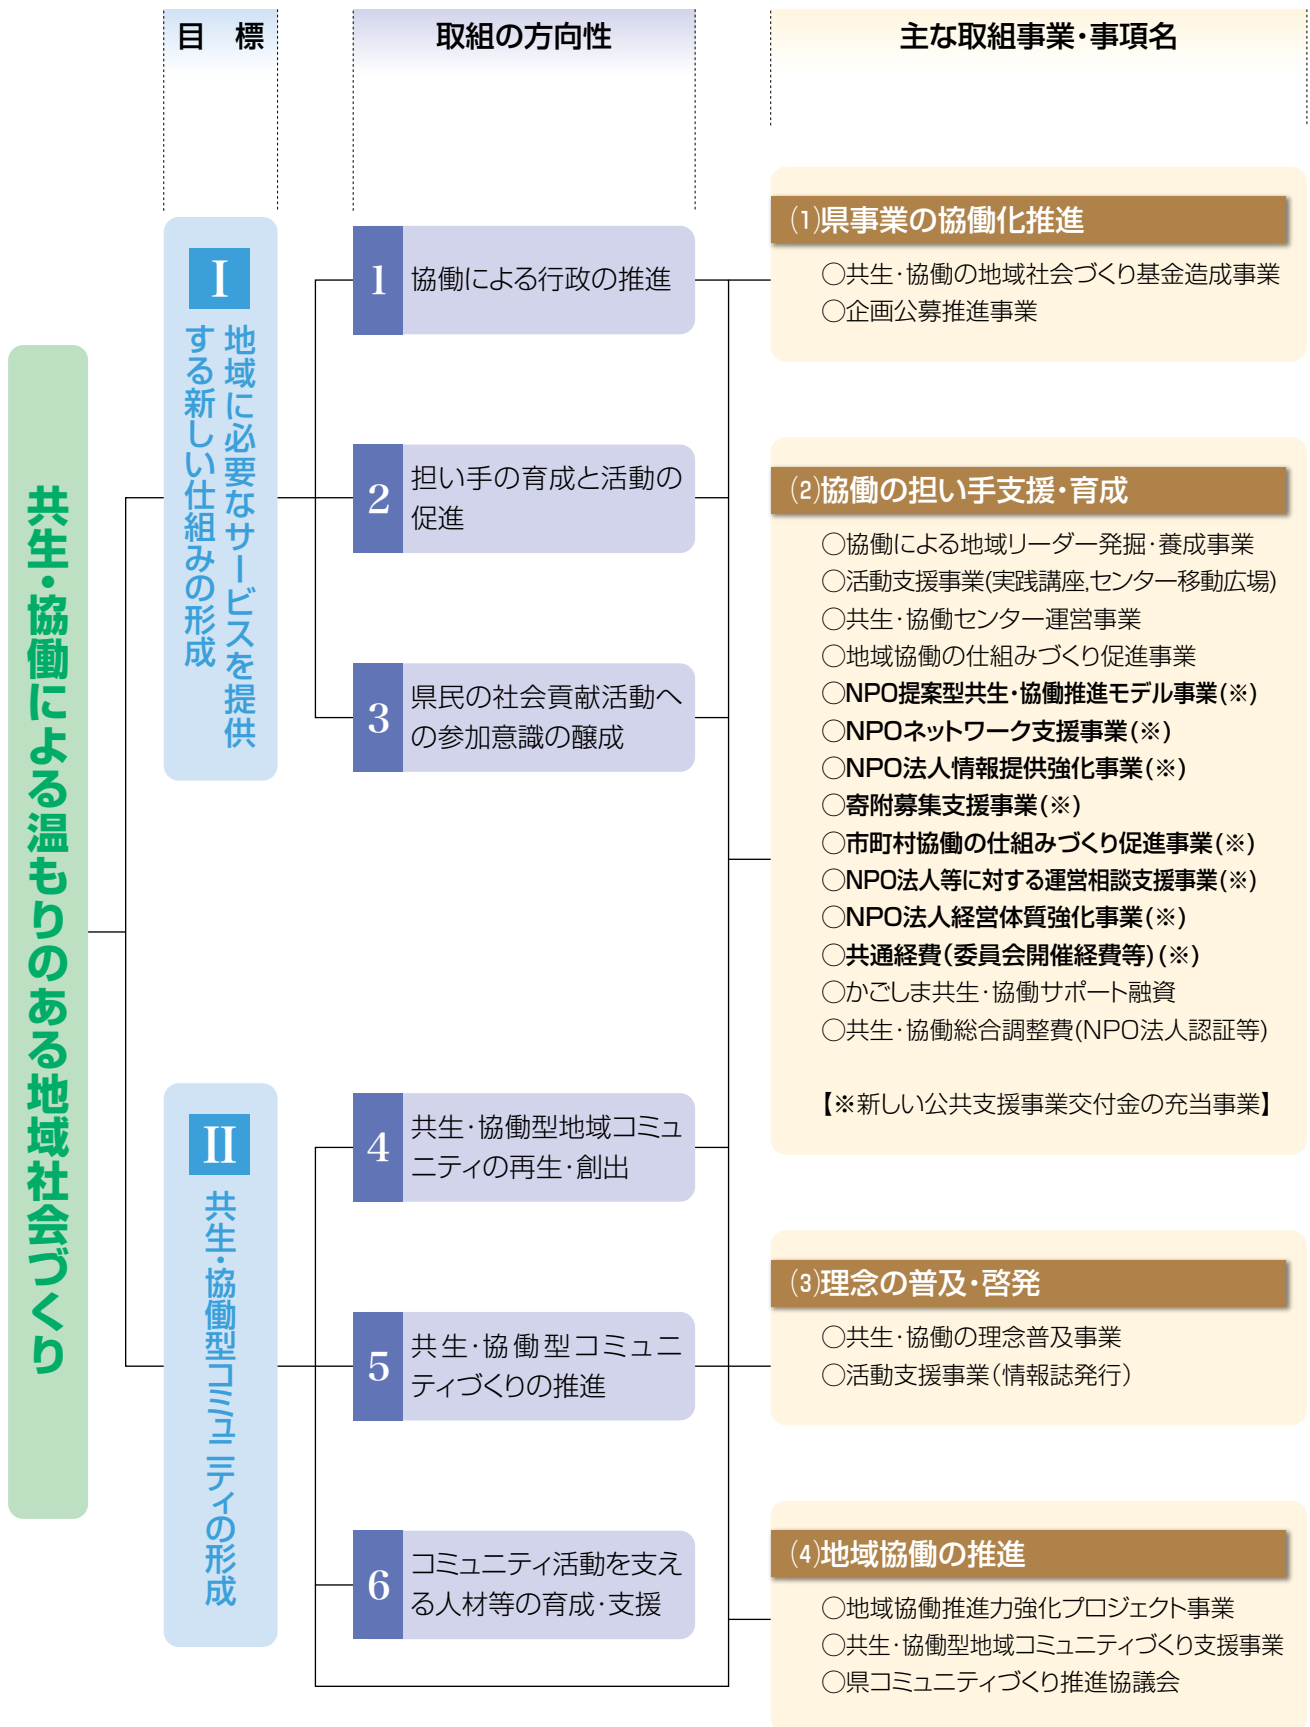 目　標
取組の方向性
主な取組事業・事項名
共生・協働による温もりのある地域社会づくり
Ⅰ
地域に必要なサービスを提供
する新しい仕組みの形成
1
協働による行政の推進
2
担い手の育成と活動の
促進
3
県民の社会貢献活動へ
の参加意識の醸成
Ⅱ
共生・協働型コミュニティの形成
4
共生・協働型地域コミュ
ニティの再生・創出
5
共生・協働型コミュニ
ティづくりの推進
6
コミュニティ活動を支え
る人材等の育成・支援
⑴県事業の協働化推進
○共生・協働の地域社会づくり基金造成事業
○企画公募推進事業
⑵協働の担い手支援・育成
○協働による地域リーダー発掘・養成事業
○活動支援事業(実践講座,センター移動広場)
○共生・協働センター運営事業
○地域協働の仕組みづくり促進事業
○NPO提案型共生・協働推進モデル事業(※)
○NPOネットワーク支援事業(※)
○NPO法人情報提供強化事業(※)
○寄附募集支援事業(※)
○市町村協働の仕組みづくり促進事業(※)
○NPO法人等に対する運営相談支援事業(※)
○NPO法人経営体質強化事業(※)
○共通経費(委員会開催経費等)(※)
○かごしま共生・協働サポート融資
○共生・協働総合調整費(NPO法人認証等)
【※新しい公共支援事業交付金の充当事業】
⑶理念の普及・啓発
○共生・協働の理念普及事業
○活動支援事業(情報誌発行)
⑷地域協働の推進
○地域協働推進力強化プロジェクト事業
○共生・協働型地域コミュニティづくり支援事業
○県コミュニティづくり推進協議会